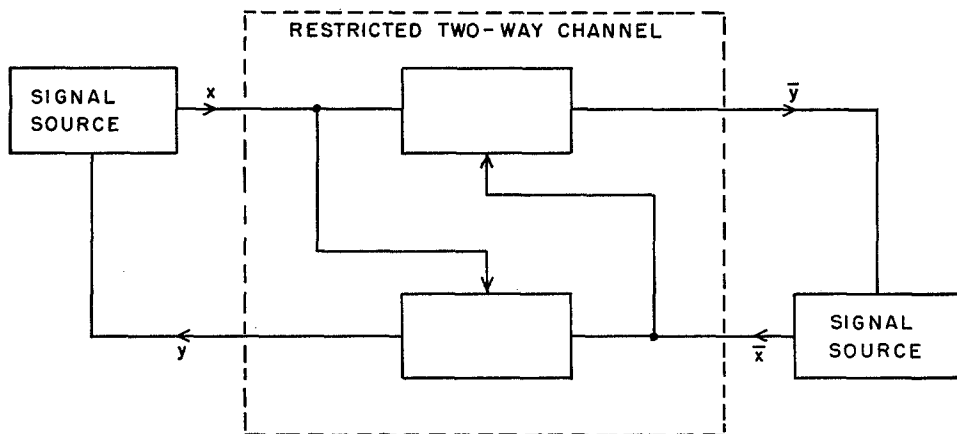 RESTRICTED TWO-WAY CHANNEL
SIGNAL
SOURCE
x
y̅
y
x̅
SIGNAL
SOURCE